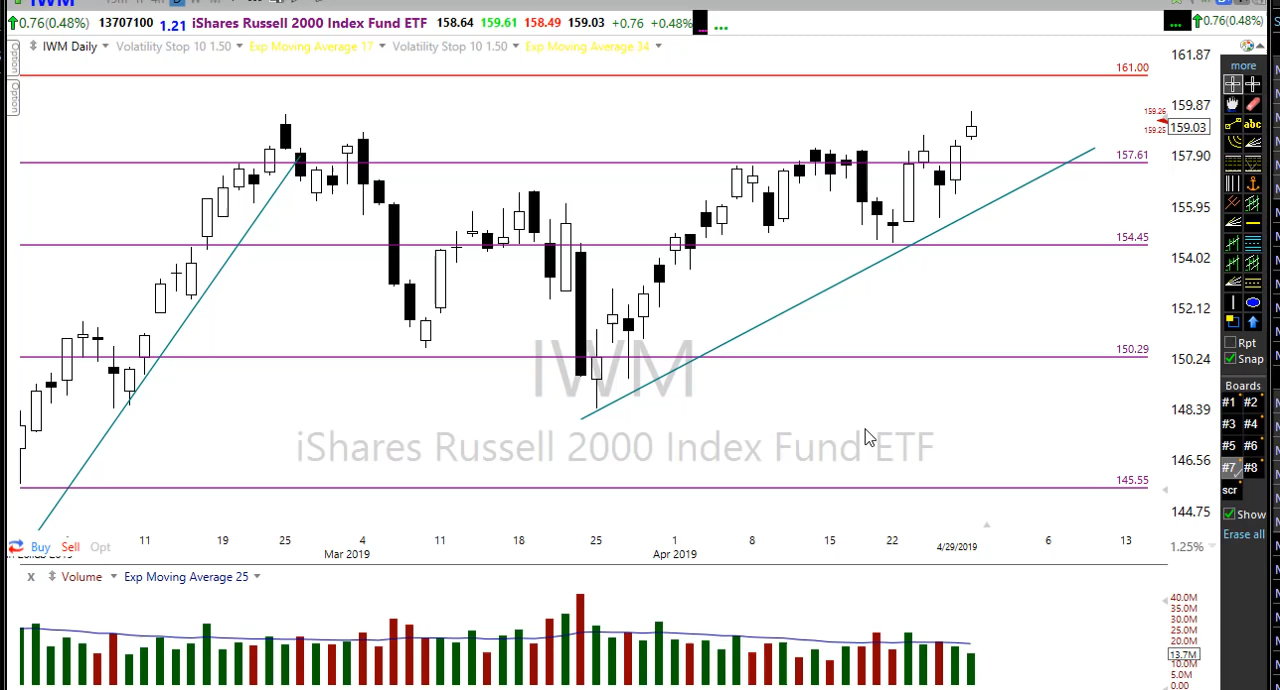 IWM
0.76(0.48%) 13707100 1.21 iShares Russell 2000 Index Fund ETF 158.64 159.61 158.49 159.03 +0.76 +0.48% ... ... 0.76(0.48%)
IWM Daily Volatility Stop 10 1.50 Exp Moving Average 17 Volatility Stop 10 1.50 Exp Moving Average 34
Option
Option
161.87
more
161.00
159.87
159.26
159.03
159.25
abc
157.90
157.61
155.95
154.45
154.02
152.12
Rpt
150.29
150.24
Snap
IWM
Boards
#1 #2
148.39
#3 #4
iShares Russell 2000 Index Fund ETF
#5 #6
146.56
#7 #8
145.55
scr
144.75
Show
Erase all
11 19 25 4 11 18 25 1 8 15 22 4/29/2019 6 13
Mar 2019 Apr 2019
Buy Sell Opt
1.25%
X Volume Exp Moving Average 25
40.0M
35.0M
30.0M
25.0M
20.0M
13.7M
10.0M
5.0M
0.00